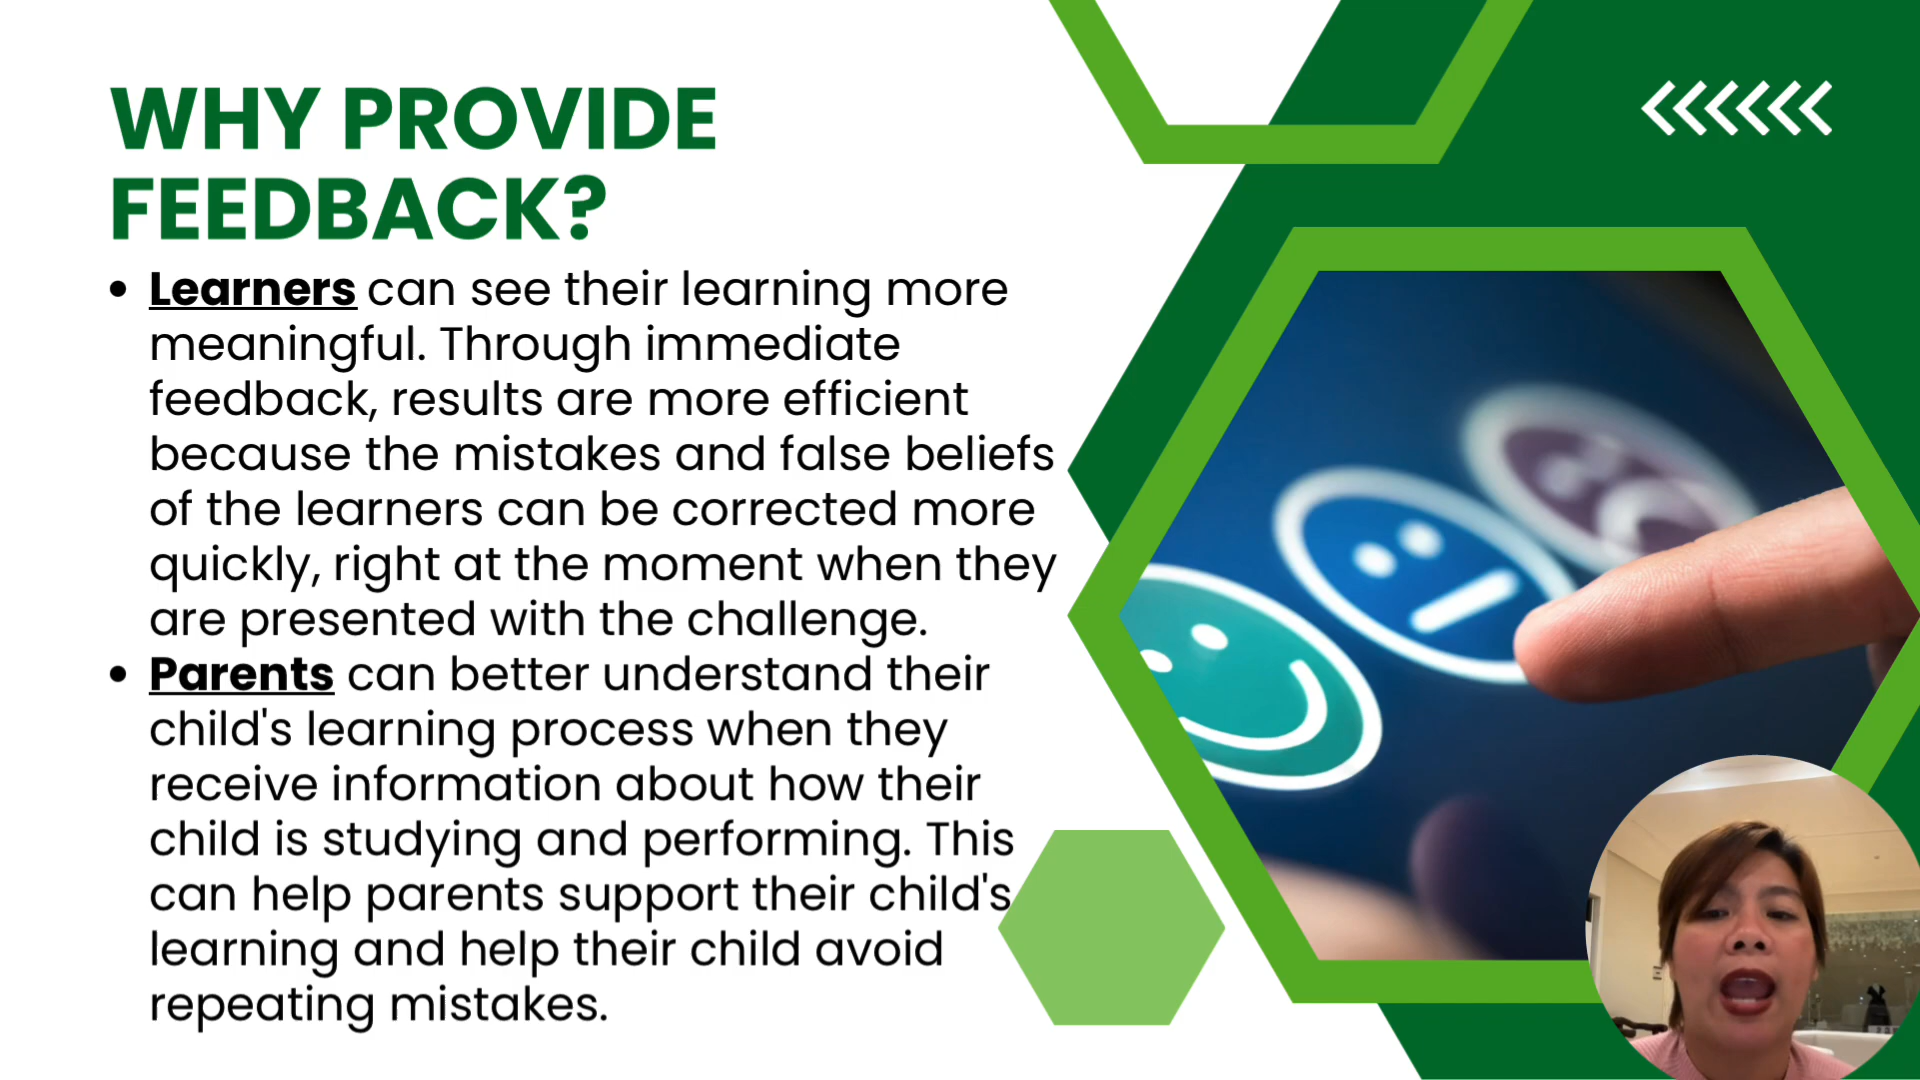 WHY PROVIDE
FEEDBACK?
• Learners can see their learning more
meaningful. Through immediate
feedback, results are more efficient
because the mistakes and false beliefs
of the learners can be corrected more
quickly, right at the moment when they
are presented with the challenge.
• Parents can better understand their
child's learning process when they
receive information about how their
child is studying and performing. This
can help parents support their child's
learning and help their child avoid
repeating mistakes.